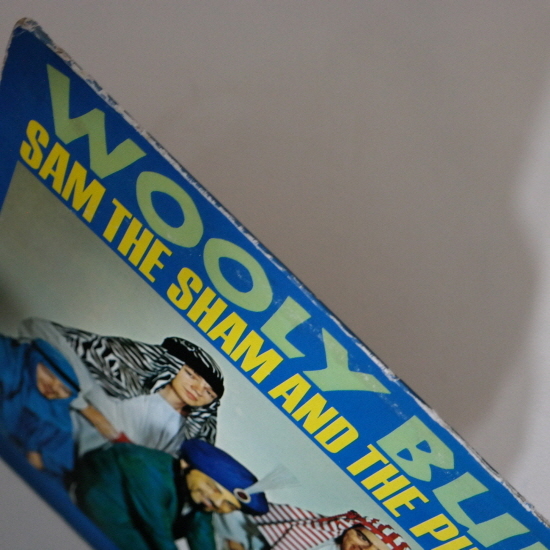 WOOLY BU
SAM THE SHAM AND THE P